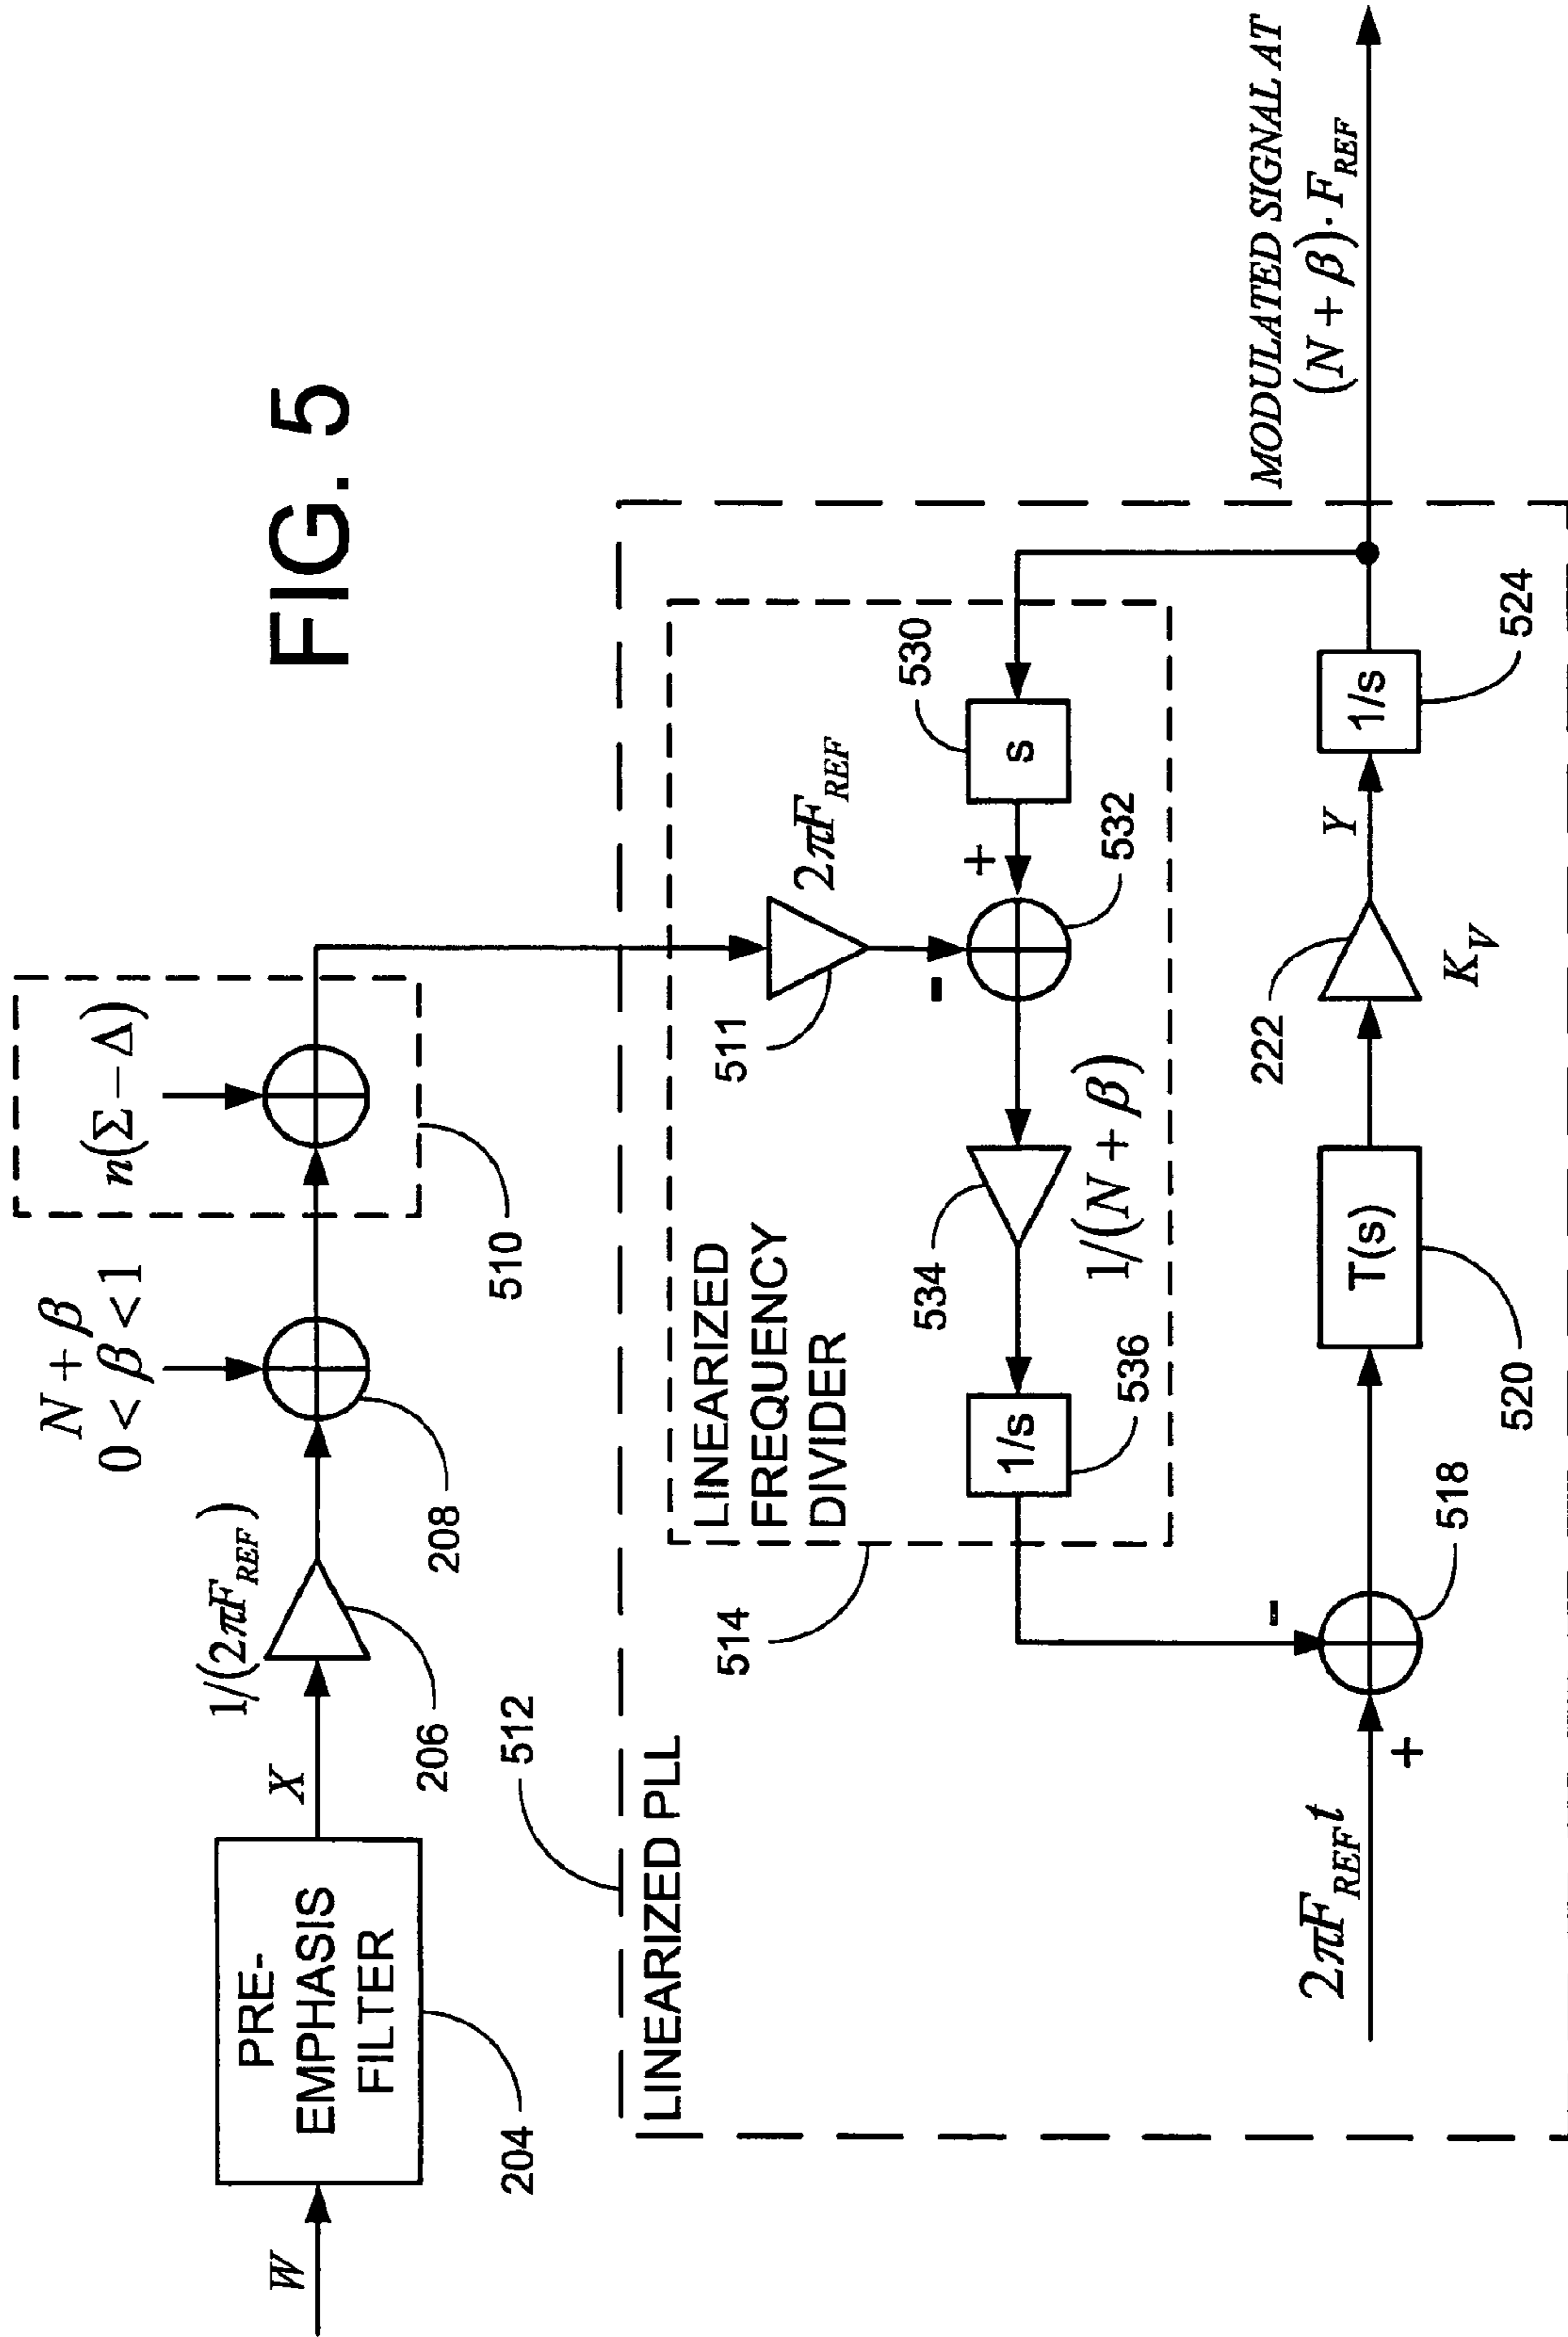 FIG. 5
W
PRE-
EMPHASIS
FILTER
204
X
1/(2πF_REF)
206
N + β
0 < β < 1
208
n(Σ − Δ)
510
512
LINEARIZED PLL
514
LINEARIZED
FREQUENCY
DIVIDER
511
2πF_REF
-
+
530
s
532
534
1/(N + β)
536
1/s
2πF_REF t
+
-
518
T(s)
520
222
K_V
Y
1/s
524
MODULATED SIGNAL AT
(N + β)· F_REF